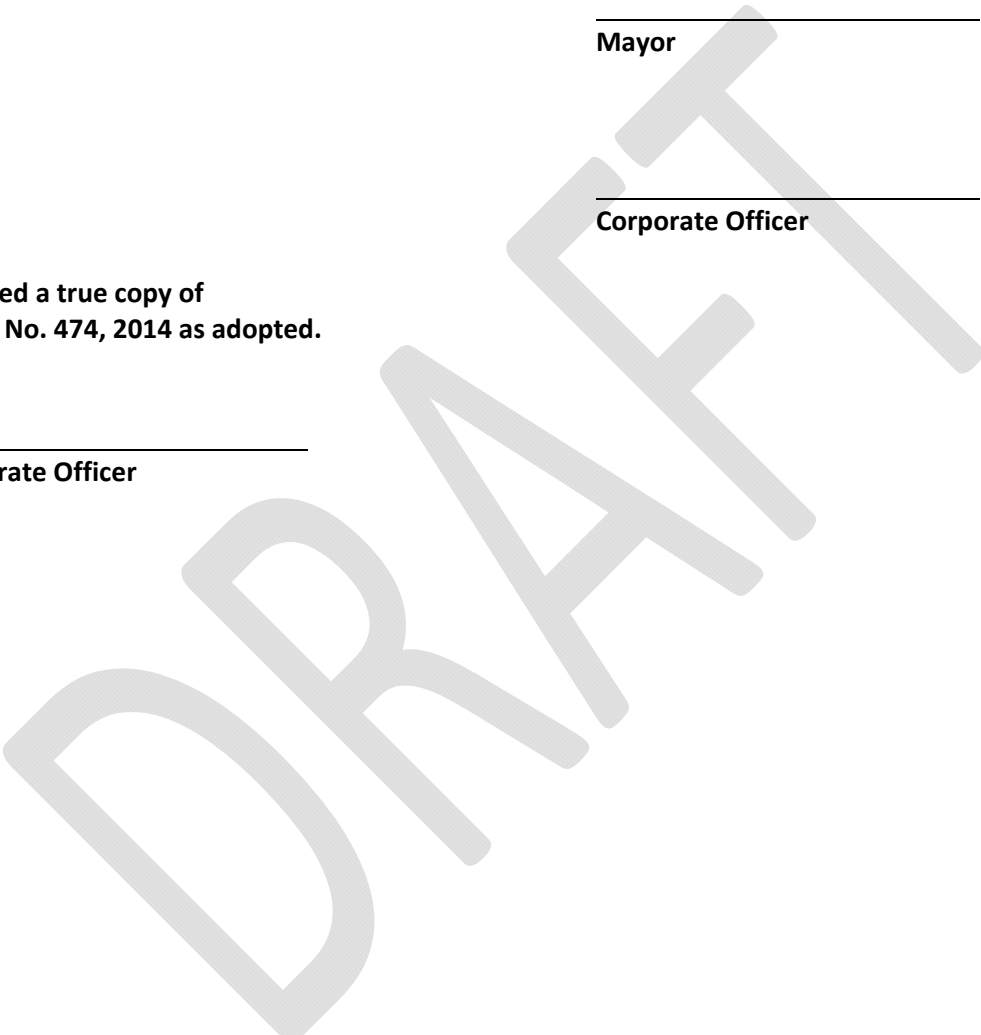 Mayor
Corporate Officer
ed a true copy of
No. 474, 2014 as adopted.
rate Officer
DRAFT